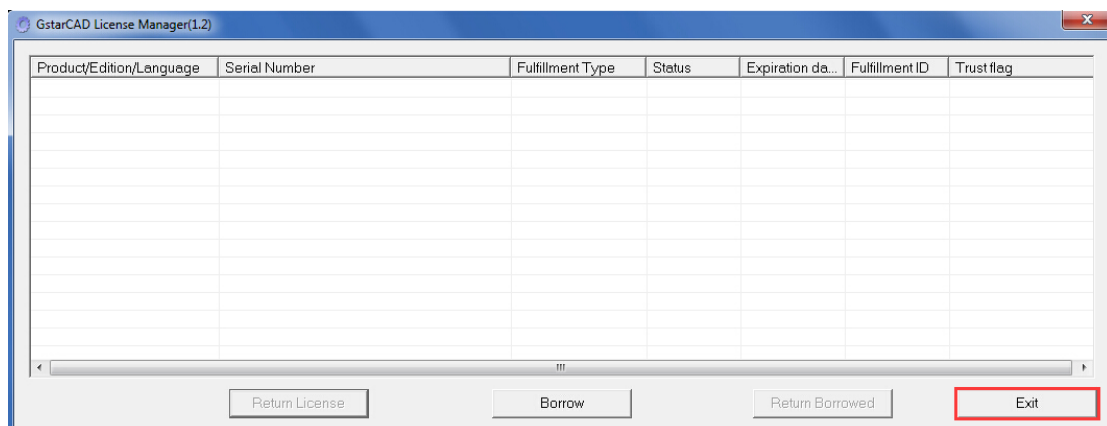 GstarCAD License Manager(1.2)
Product/Edition/Language Serial Number Fulfillment Type Status Expiration da... Fulfillment ID Trust flag
Return License Borrow Return Borrowed Exit